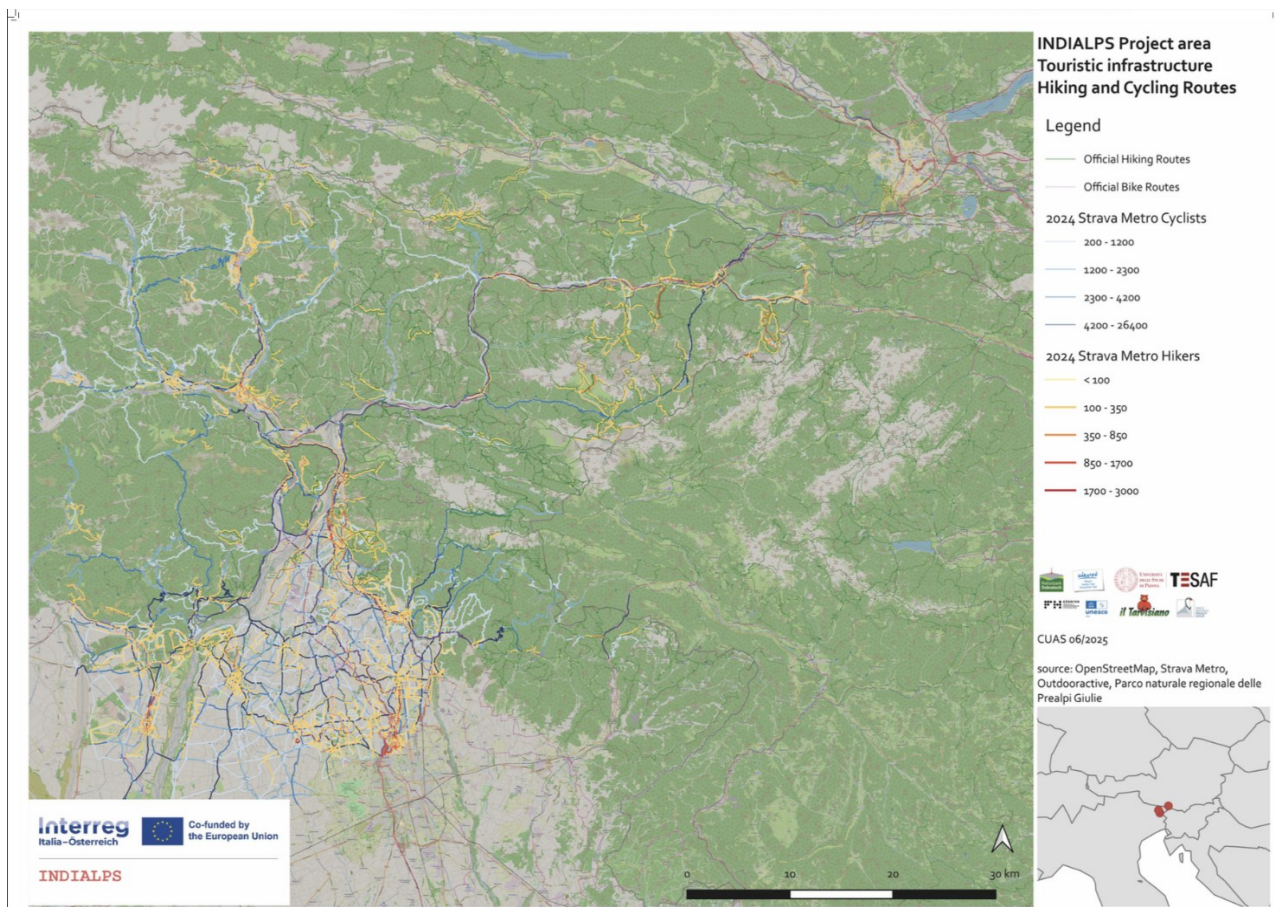 INDIALPS Project area
Touristic infrastructure
Hiking and Cycling Routes
Legend
Official Hiking Routes
Official Bike Routes
2024 Strava Metro Cyclists
200 - 1200
1200 - 2300
2300 - 4200
4200 - 26400
2024 Strava Metro Hikers
< 100
100 - 350
350 - 850
850 - 1700
1700 - 3000
TESAF
unesco
il Tarvisiano
CUAS 06/2025
source: OpenStreetMap, Strava Metro,
Outdooractive, Parco naturale regionale delle
Prealpi Giulie
Interreg
Italia–Österreich
Co-funded by
the European Union
INDIALPS
0 10 20 30 km